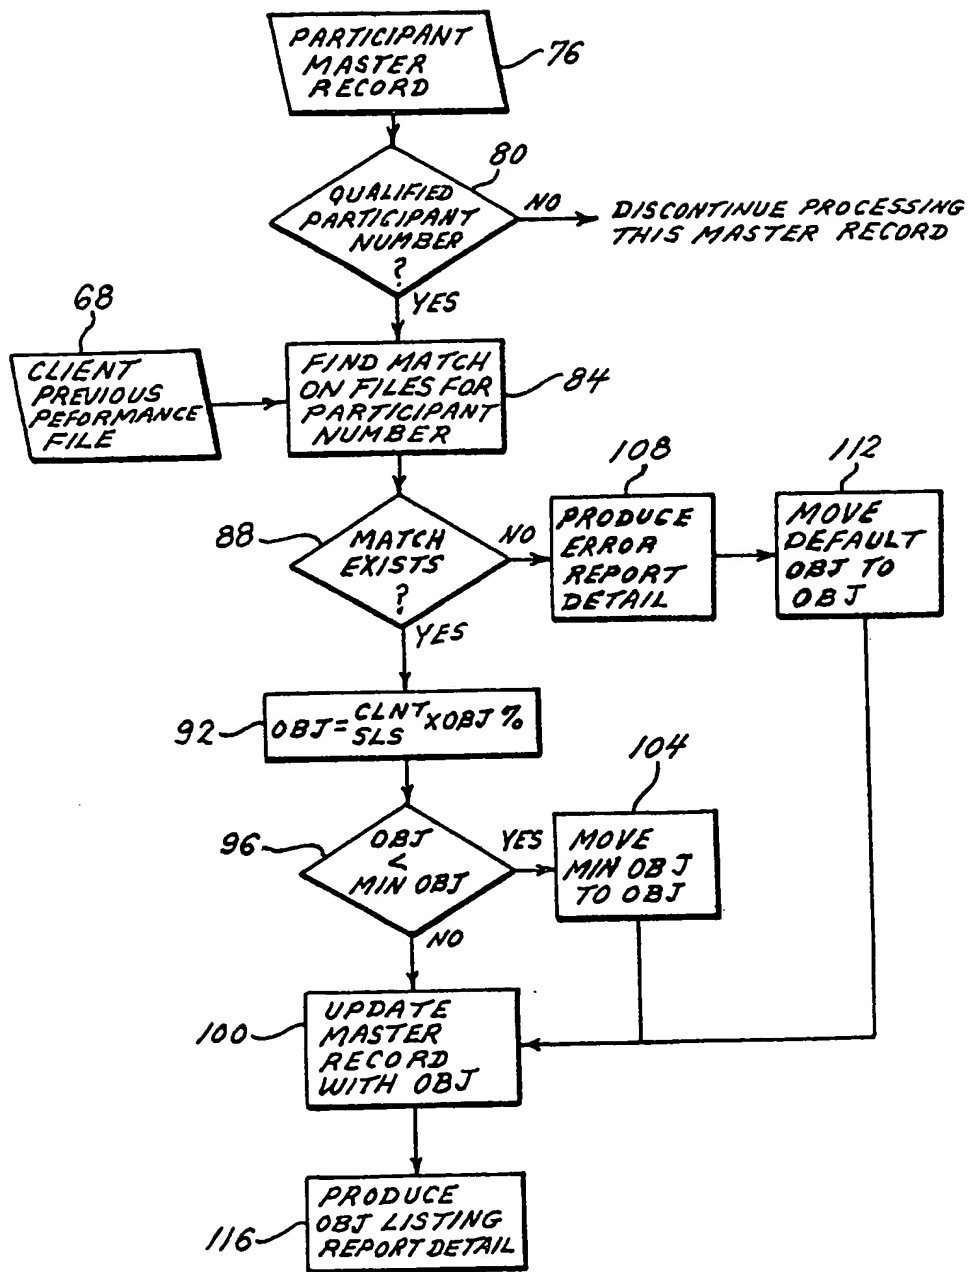 PARTICIPANT
MASTER
RECORD
76
80
QUALIFIED
PARTICIPANT
NUMBER
?
NO
DISCONTINUE PROCESSING
THIS MASTER RECORD
YES
68
CLIENT
PREVIOUS
PEFORMANCE
FILE
FIND MATCH
ON FILES FOR
PARTICIPANT
NUMBER
84
88
MATCH
EXISTS
?
NO
YES
108
PRODUCE
ERROR
REPORT
DETAIL
112
MOVE
DEFAULT
OBJ TO
OBJ
92
OBJ = CLNT SLS X OBJ %
96
OBJ
<
MIN OBJ
YES
NO
104
MOVE
MIN OBJ
TO OBJ
100
UPDATE
MASTER
RECORD
WITH OBJ
116
PRODUCE
OBJ LISTING
REPORT DETAIL